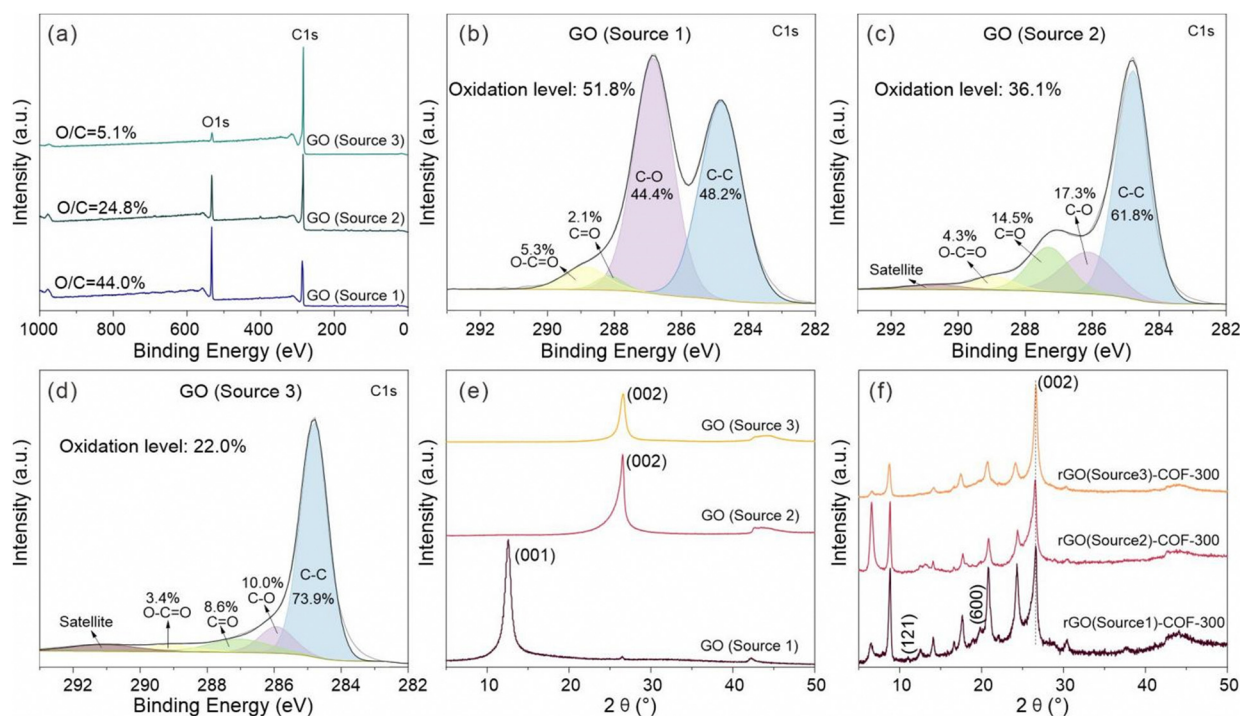 (a)
C1s
O1s
O/C=5.1%
GO (Source 3)
O/C=24.8%
GO (Source 2)
O/C=44.0%
GO (Source 1)
Intensity (a.u.)
1000 800 600 400 200 0
Binding Energy (eV)
(b) GO (Source 1) C1s
Oxidation level: 51.8%
C-O
44.4%
C-C
48.2%
2.1%
C=O
5.3%
O-C=O
Intensity (a.u.)
292 290 288 286 284 282
Binding Energy (eV)
(c) GO (Source 2) C1s
Oxidation level: 36.1%
17.3%
C-O
C-C
61.8%
14.5%
C=O
4.3%
O-C=O
Satellite
Intensity (a.u.)
292 290 288 286 284 282
Binding Energy (eV)
(d) GO (Source 3) C1s
Oxidation level: 22.0%
C-C
73.9%
10.0%
C-O
8.6%
C=O
3.4%
O-C=O
Satellite
Intensity (a.u.)
292 290 288 286 284 282
Binding Energy (eV)
(e)
(002)
GO (Source 3)
(002)
GO (Source 2)
(001)
GO (Source 1)
Intensity (a.u.)
10 20 30 40 50
2 θ (°)
(f)
(002)
rGO(Source3)-COF-300
rGO(Source2)-COF-300
(121)
(600)
rGO(Source1)-COF-300
Intensity (a.u.)
5 10 20 30 40 50
2 θ (°)